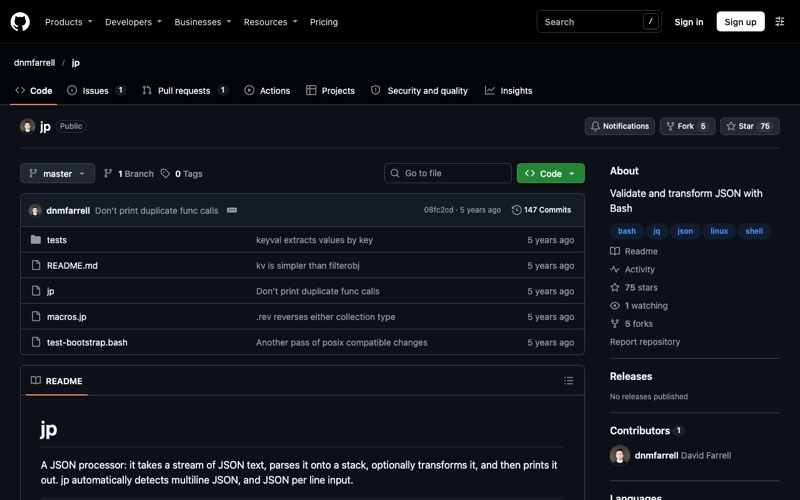 Products Developers Businesses Resources Pricing Search / Sign in Sign up
dnmfarrell / jp
Code Issues 1 Pull requests 1 Actions Projects Security and quality Insights
jp Public Notifications Fork 5 Star 75
master 1 Branch 0 Tags Go to file Code
dnmfarrell Don't print duplicate func calls 08fc2cd · 5 years ago 147 Commits
tests keyval extracts values by key 5 years ago
README.md kv is simpler than filterobj 5 years ago
jp Don't print duplicate func calls 5 years ago
macros.jp .rev reverses either collection type 5 years ago
test-bootstrap.bash Another pass of posix compatible changes 5 years ago
README
jp
A JSON processor: it takes a stream of JSON text, parses it onto a stack, optionally transforms it, and then prints it
out. jp automatically detects multiline JSON, and JSON per line input.
About
Validate and transform JSON with
Bash
bash jq json linux shell
Readme
Activity
75 stars
1 watching
5 forks
Report repository
Releases
No releases published
Contributors 1
dnmfarrell David Farrell
Languages